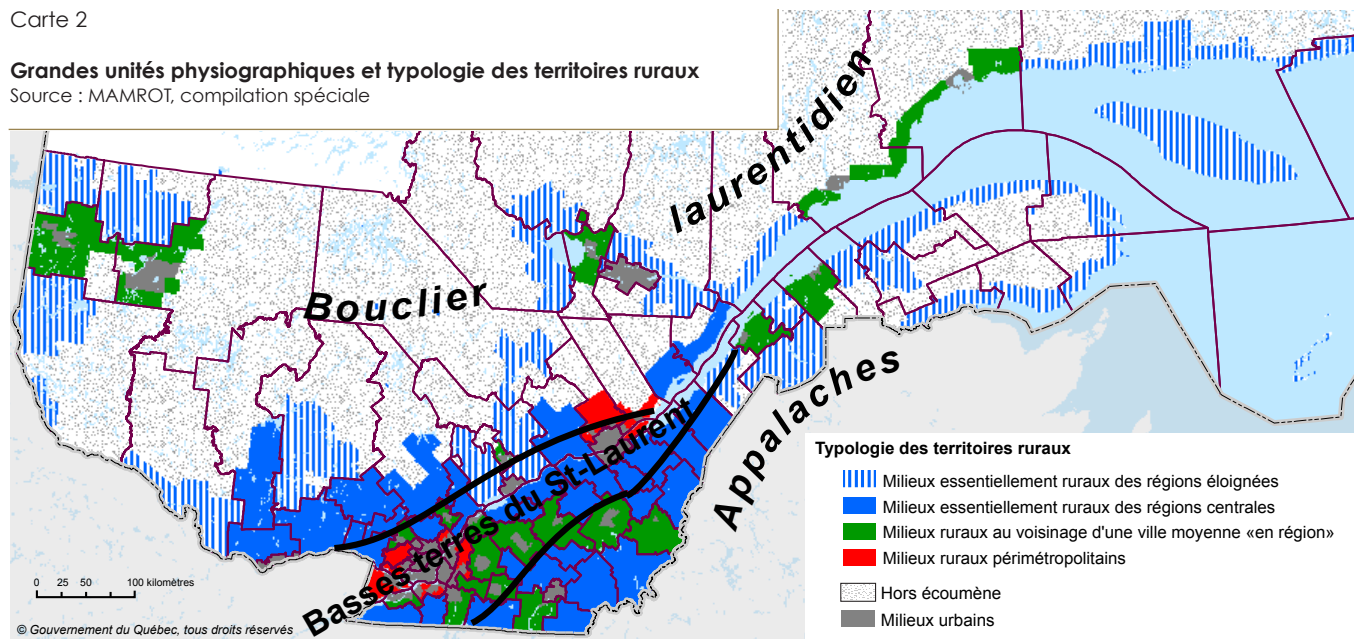 Carte 2
Grandes unités physiographiques et typologie des territoires ruraux
Source : MAMROT, compilation spéciale
laurentidien
Bouclier
Appalaches
Basses terres du St-Laurent
Typologie des territoires ruraux
Milieux essentiellement ruraux des régions éloignées
Milieux essentiellement ruraux des régions centrales
Milieux ruraux au voisinage d'une ville moyenne «en région»
Milieux ruraux périmétropolitains
Hors écoumène
Milieux urbains
0 25 50 100 kilomètres
© Gouvernement du Québec, tous droits réservés